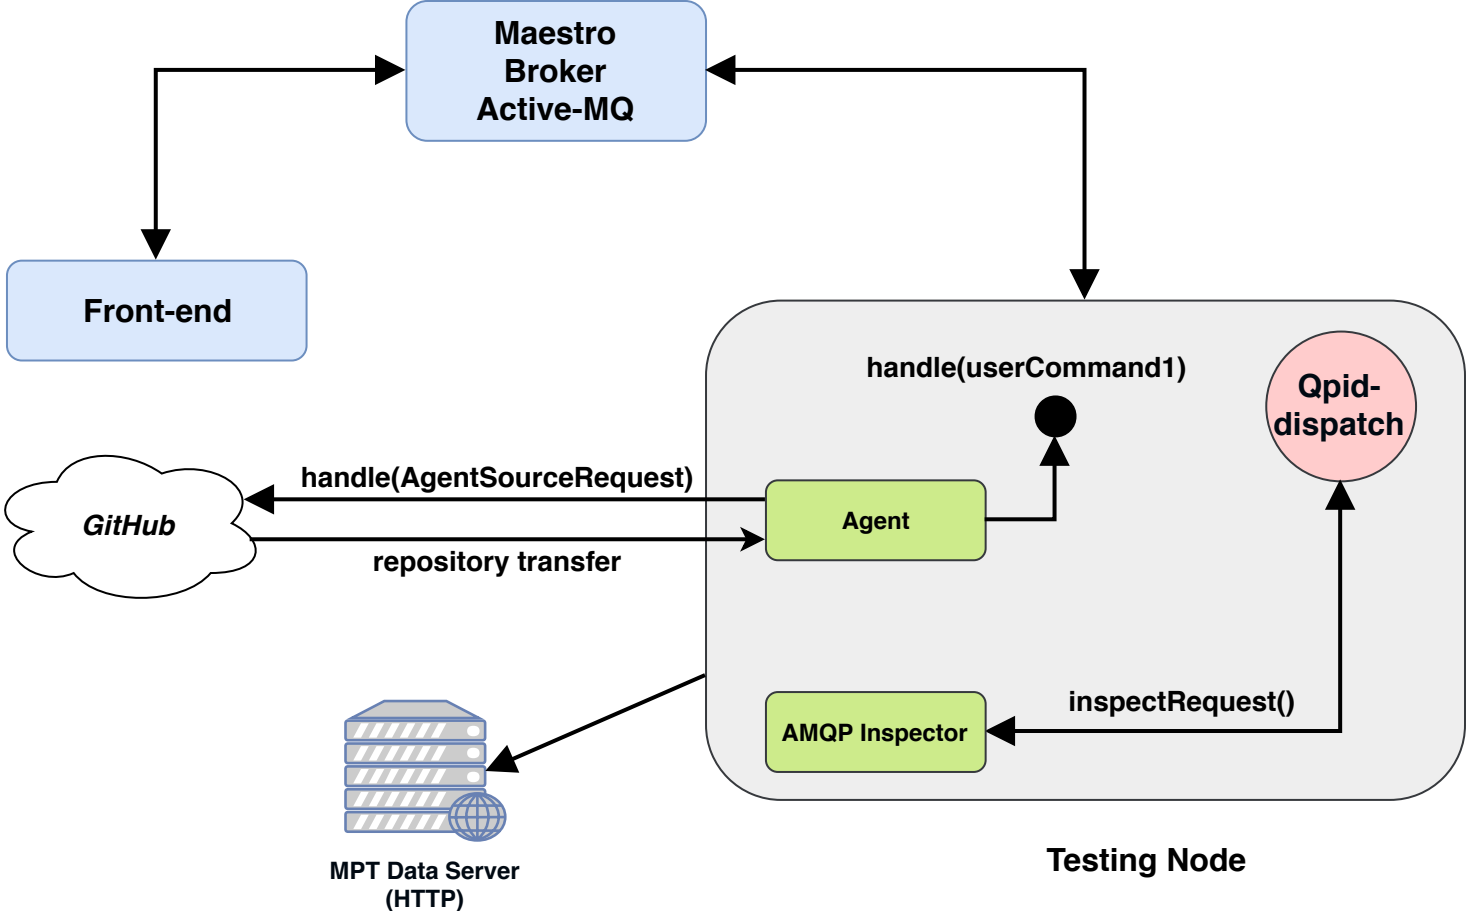 Maestro
Broker
Active-MQ
Front-end
handle(userCommand1)
Qpid-
dispatch
handle(AgentSourceRequest)
GitHub
Agent
repository transfer
inspectRequest()
AMQP Inspector
MPT Data Server
(HTTP)
Testing Node